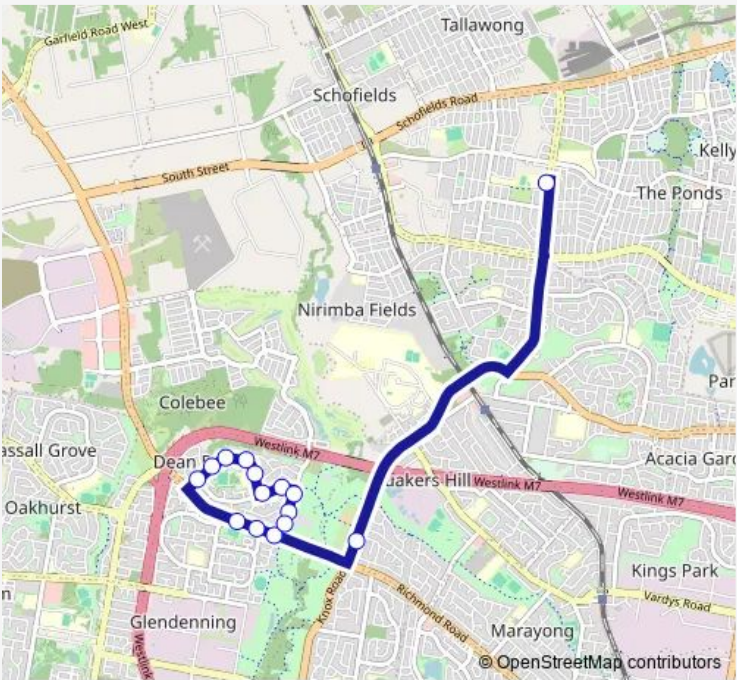 Tallawong
Garfield Road West
Schofields
Schofields Road
Kelly
South Street
The Ponds
Nirimba Fields
Par
Colebee
Westlink M7
assall Grove
Dean
Acacia Gard
uakers Hill
Westlink M7
Westlink M7
Oakhurst
Kings Park
m
Knox Road
Vardys Road
Richmond Road
Glendenning
Marayong
Westlink
© OpenStreetMap contributors